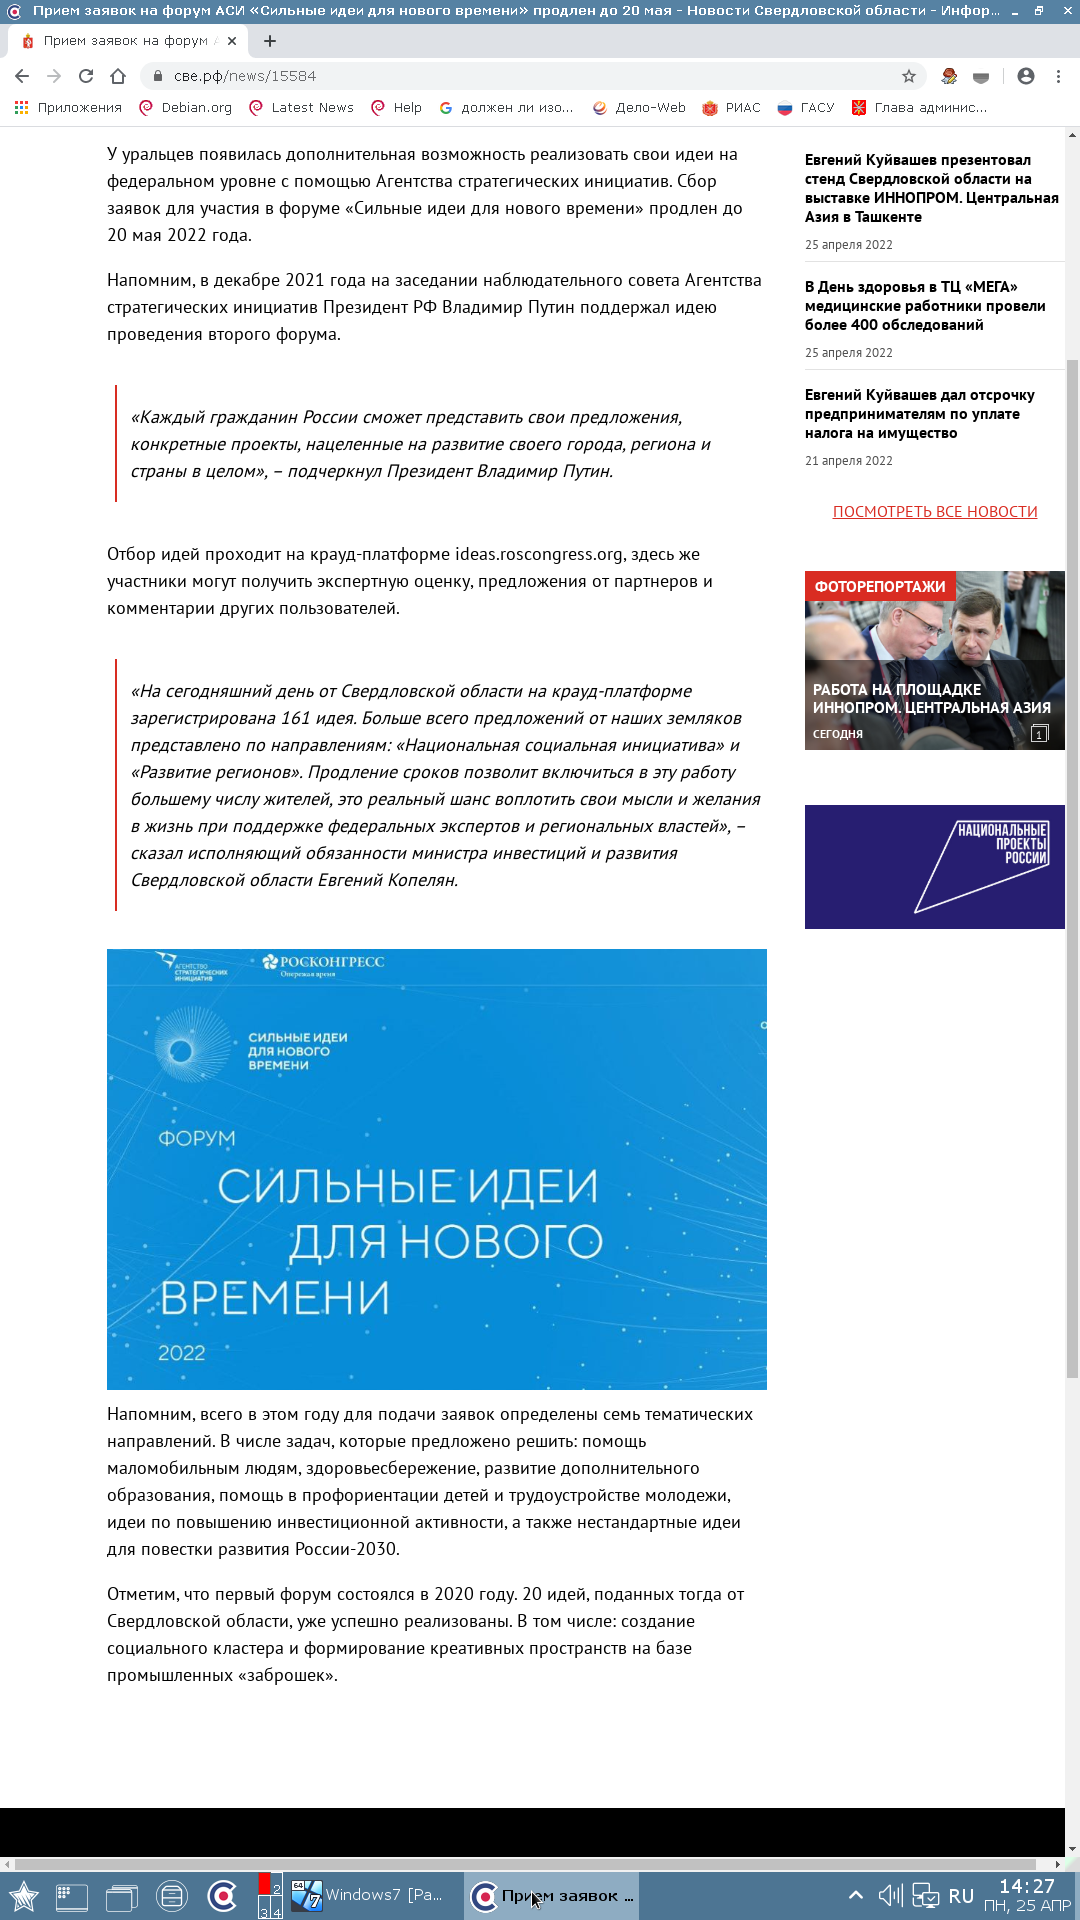 Прием заявок на форум АСИ «Сильные идеи для нового времени» продлен до 20 мая - Новости Свердловской области - Инфор...
Прием заявок на форум
све.рф/news/15584
Приложения Debian.org Latest News Help должен ли изо... Дело-Web РИАС ГАСУ Глава админис...
У уральцев появилась дополнительная возможность реализовать свои идеи на
федеральном уровне с помощью Агентства стратегических инициатив. Сбор
заявок для участия в форуме «Сильные идеи для нового времени» продлен до
20 мая 2022 года.
Напомним, в декабре 2021 года на заседании наблюдательного совета Агентства
стратегических инициатив Президент РФ Владимир Путин поддержал идею
проведения второго форума.
«Каждый гражданин России сможет представить свои предложения,
конкретные проекты, нацеленные на развитие своего города, региона и
страны в целом», – подчеркнул Президент Владимир Путин.
Отбор идей проходит на крауд-платформе ideas.roscongress.org, здесь же
участники могут получить экспертную оценку, предложения от партнеров и
комментарии других пользователей.
«На сегодняшний день от Свердловской области на крауд-платформе
зарегистрирована 161 идея. Больше всего предложений от наших земляков
представлено по направлениям: «Национальная социальная инициатива» и
«Развитие регионов». Продление сроков позволит включиться в эту работу
большему числу жителей, это реальный шанс воплотить свои мысли и желания
в жизнь при поддержке федеральных экспертов и региональных властей», –
сказал исполняющий обязанности министра инвестиций и развития
Свердловской области Евгений Копелян.
АГЕНТСТВО
СТРАТЕГИЧЕСКИХ
ИНИЦИАТИВ
РОСКОНГРЕСС
Опережая время
СИЛЬНЫЕ ИДЕИ
ДЛЯ НОВОГО
ВРЕМЕНИ
ФОРУМ
СИЛЬНЫЕ ИДЕИ
ДЛЯ НОВОГО
ВРЕМЕНИ
2022
Напомним, всего в этом году для подачи заявок определены семь тематических
направлений. В числе задач, которые предложено решить: помощь
маломобильным людям, здоровьесбережение, развитие дополнительного
образования, помощь в профориентации детей и трудоустройстве молодежи,
идеи по повышению инвестиционной активности, а также нестандартные идеи
для повестки развития России-2030.
Отметим, что первый форум состоялся в 2020 году. 20 идей, поданных тогда от
Свердловской области, уже успешно реализованы. В том числе: создание
социального кластера и формирование креативных пространств на базе
промышленных «заброшек».
Евгений Куйвашев презентовал
стенд Свердловской области на
выставке ИННОПРОМ. Центральная
Азия в Ташкенте
25 апреля 2022
В День здоровья в ТЦ «МЕГА»
медицинские работники провели
более 400 обследований
25 апреля 2022
Евгений Куйвашев дал отсрочку
предпринимателям по уплате
налога на имущество
21 апреля 2022
ПОСМОТРЕТЬ ВСЕ НОВОСТИ
ФОТОРЕПОРТАЖИ
РАБОТА НА ПЛОЩАДКЕ
ИННОПРОМ. ЦЕНТРАЛЬНАЯ АЗИЯ
СЕГОДНЯ 1
НАЦИОНАЛЬНЫЕ
ПРОЕКТЫ
РОССИИ
2
3 4
64 7
Windows7 [Pa... Прием заявок ... RU 14:27
ПН, 25 АПР